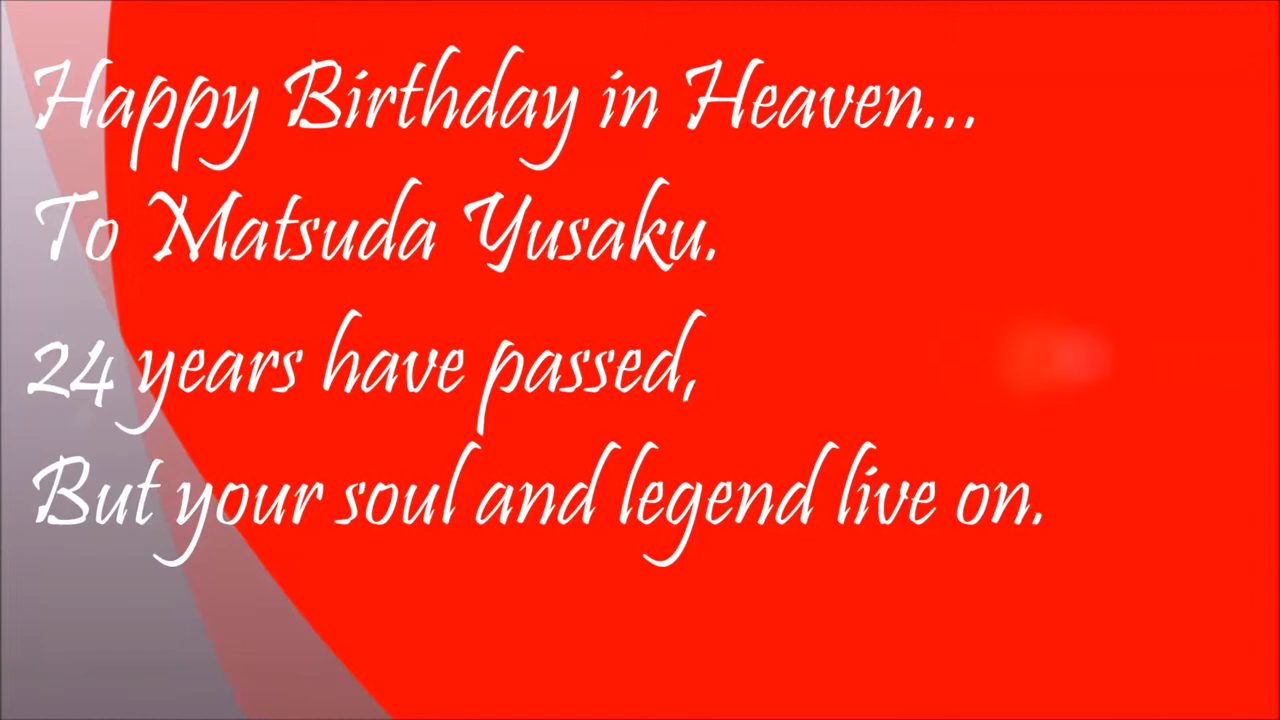 Happy Birthday in Heaven...
To Matsuda Yusaku.
24 years have passed,
But your soul and legend live on.